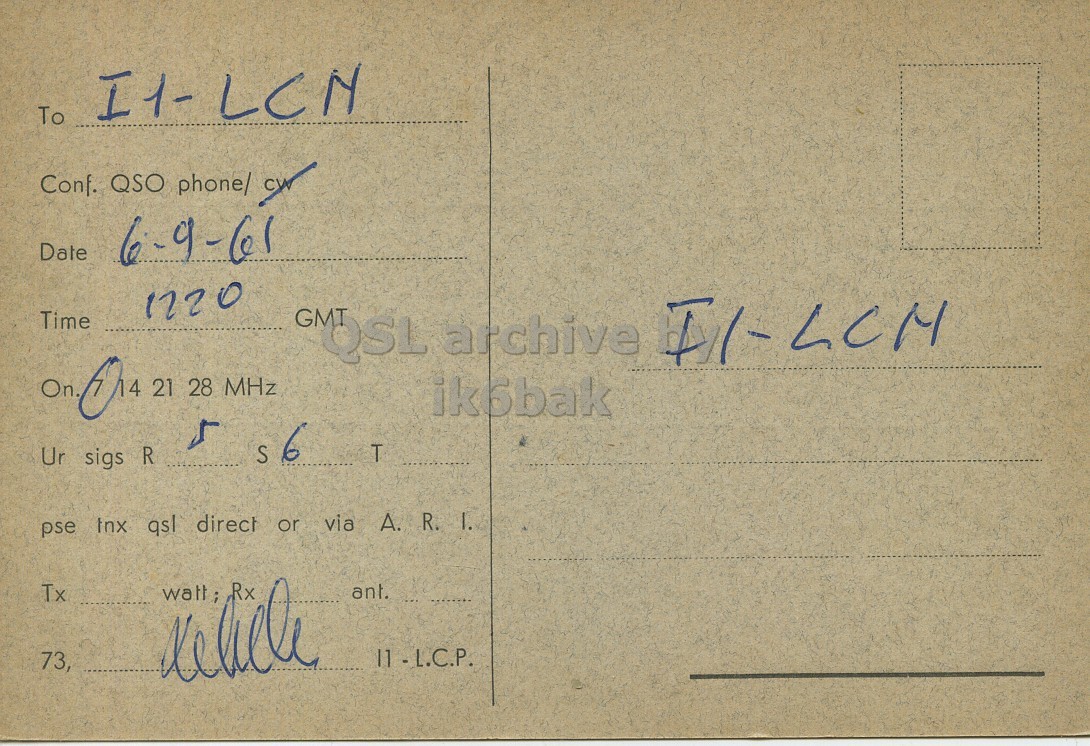 To I1-LCN
Conf. QSO phone/ cw
Date 6-9-61
Time 1220 GMT
On. 7 14 21 28 MHz
Ur sigs R 5 S 6 T
pse tnx qsl direct or via A. R. I.
Tx watt; Rx ant.
73, I1 - L.C.P.
I1-LCN
QSL archive by
ik6bak